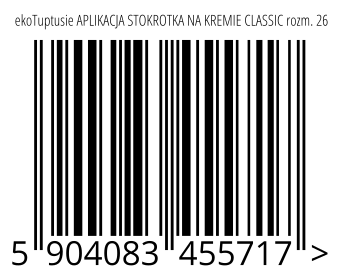 ekoTuptusie APLIKACJA STOKROTKA NA KREMIE CLASSIC rozm. 26
5 904083 455717 >